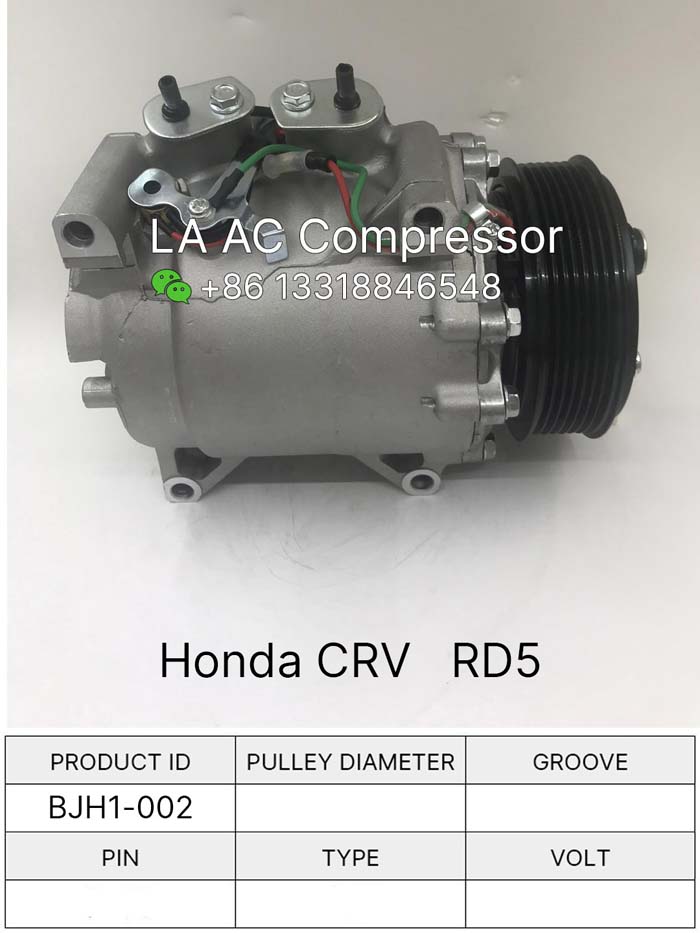 LA AC Compressor
+86 13318846548
Honda CRV RD5
PRODUCT ID PULLEY DIAMETER GROOVE
BJH1-002
PIN TYPE VOLT